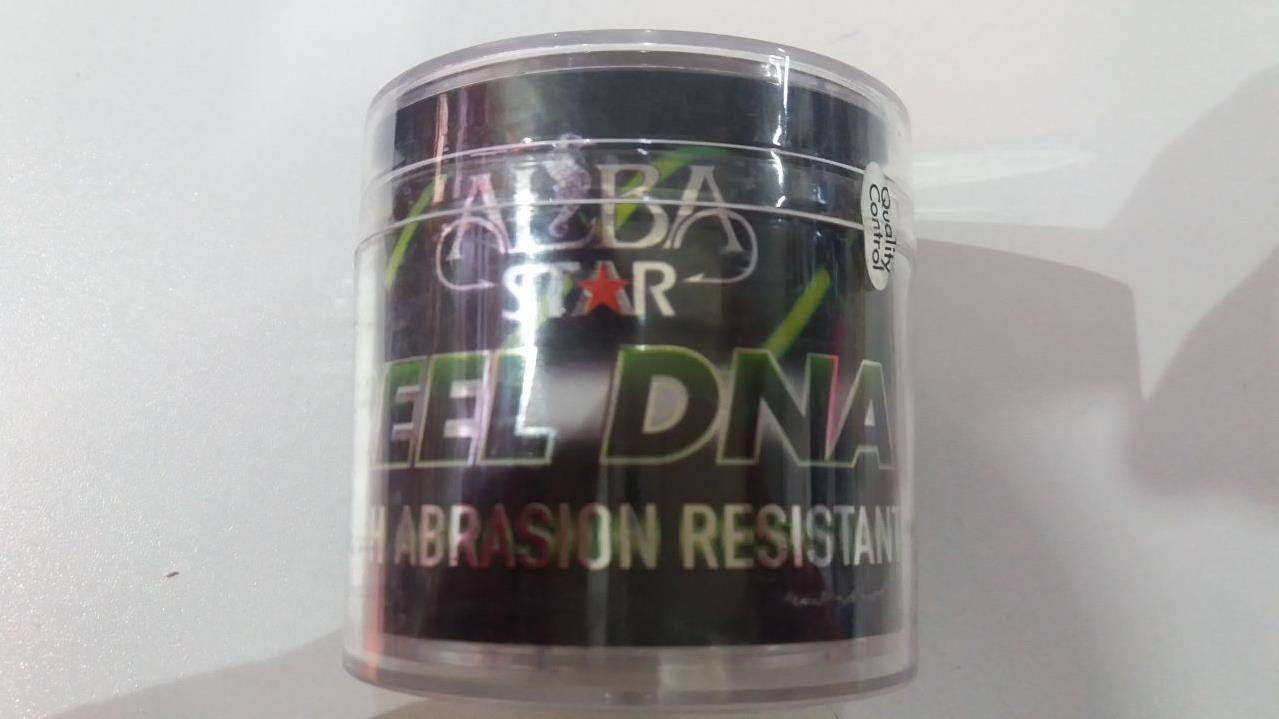 ALBA
STAR
EEL DNA
H ABRASION RESISTANT
Quality
Control